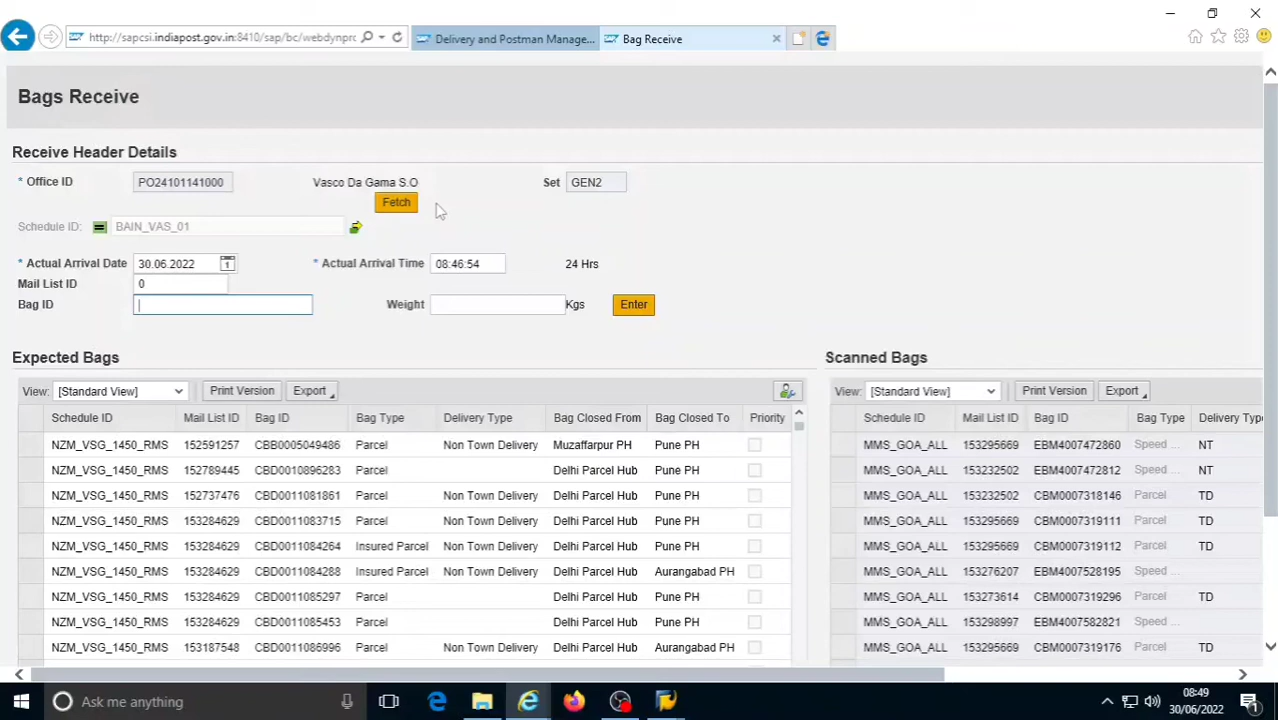 http://sapcsi.indiapost.gov.in:8410/sap/bc/webdynprc
Delivery and Postman Manage...
Bag Receive
Bags Receive
Receive Header Details
* Office ID PO24101141000 Vasco Da Gama S.O Set GEN2
Fetch
Schedule ID: BAIN_VAS_01
* Actual Arrival Date 30.06.2022 1 * Actual Arrival Time 08:46:54 24 Hrs
Mail List ID 0
Bag ID Weight Kgs Enter
Expected Bags
View: [Standard View] Print Version Export
Schedule ID Mail List ID Bag ID Bag Type Delivery Type Bag Closed From Bag Closed To Priority
NZM_VSG_1450_RMS 152591257 CBB0005049486 Parcel Non Town Delivery Muzaffarpur PH Pune PH
NZM_VSG_1450_RMS 152789445 CBD0010896283 Parcel Delhi Parcel Hub Pune PH
NZM_VSG_1450_RMS 152737476 CBD0011081861 Parcel Non Town Delivery Delhi Parcel Hub Pune PH
NZM_VSG_1450_RMS 153284629 CBD0011083715 Parcel Non Town Delivery Delhi Parcel Hub Pune PH
NZM_VSG_1450_RMS 153284629 CBD0011084264 Insured Parcel Non Town Delivery Delhi Parcel Hub Pune PH
NZM_VSG_1450_RMS 153284629 CBD0011084288 Insured Parcel Non Town Delivery Delhi Parcel Hub Aurangabad PH
NZM_VSG_1450_RMS 153284629 CBD0011085297 Parcel Delhi Parcel Hub Pune PH
NZM_VSG_1450_RMS 153284629 CBD0011085453 Parcel Delhi Parcel Hub Pune PH
NZM_VSG_1450_RMS 153187548 CBD0011086996 Parcel Non Town Delivery Delhi Parcel Hub Aurangabad PH
Scanned Bags
View: [Standard View] Print Version Export
Schedule ID Mail List ID Bag ID Bag Type Delivery Type
MMS_GOA_ALL 153295669 EBM4007472860 Speed ... NT
MMS_GOA_ALL 153232502 EBM4007472812 Speed ... NT
MMS_GOA_ALL 153232502 CBM0007318146 Parcel TD
MMS_GOA_ALL 153295669 CBM0007319111 Parcel TD
MMS_GOA_ALL 153295669 CBM0007319112 Parcel TD
MMS_GOA_ALL 153276207 EBM4007528195 Speed ...
MMS_GOA_ALL 153273614 CBM0007319296 Parcel TD
MMS_GOA_ALL 153298997 EBM4007582821 Speed ...
MMS_GOA_ALL 153295669 CBM0007319176 Parcel TD
Ask me anything
08:49
30/06/2022
1